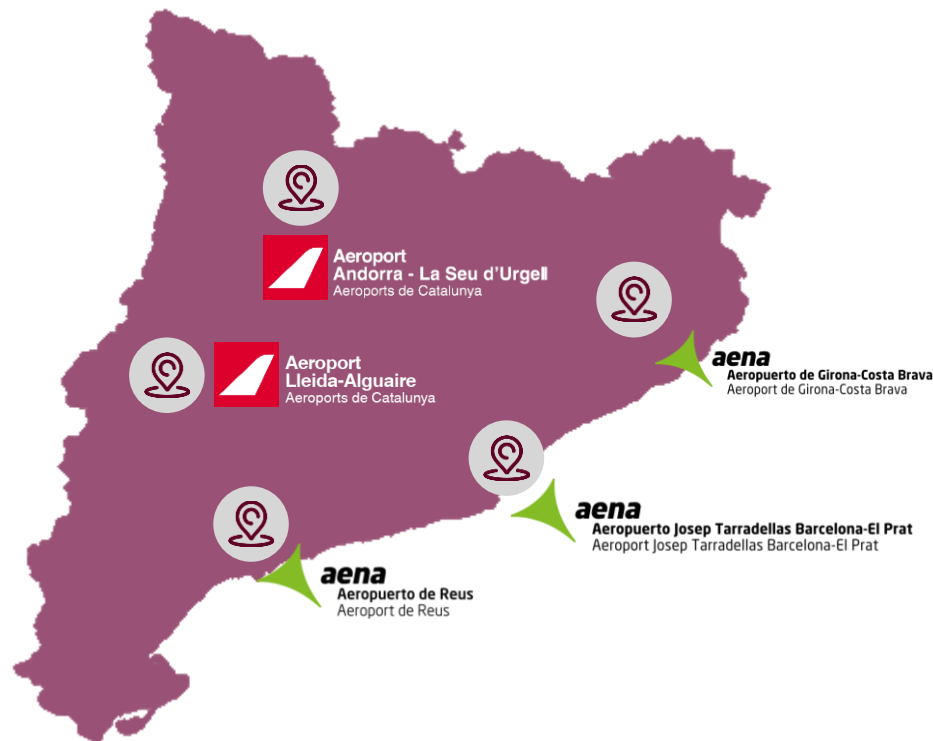 Aeroport
Andorra - La Seu d'Urgell
Aeroports de Catalunya
Aeroport
Lleida-Alguaire
Aeroports de Catalunya
aena
Aeropuerto de Girona-Costa Brava
Aeroport de Girona-Costa Brava
aena
Aeropuerto Josep Tarradellas Barcelona-El Prat
Aeroport Josep Tarradellas Barcelona-El Prat
aena
Aeropuerto de Reus
Aeroport de Reus